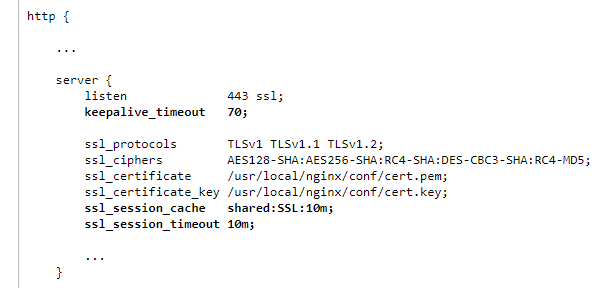 http {
...
server {
listen 443 ssl;
keepalive_timeout 70;
ssl_protocols TLSv1 TLSv1.1 TLSv1.2;
ssl_ciphers AES128-SHA:AES256-SHA:RC4-SHA:DES-CBC3-SHA:RC4-MD5;
ssl_certificate /usr/local/nginx/conf/cert.pem;
ssl_certificate_key /usr/local/nginx/conf/cert.key;
ssl_session_cache shared:SSL:10m;
ssl_session_timeout 10m;
...
}